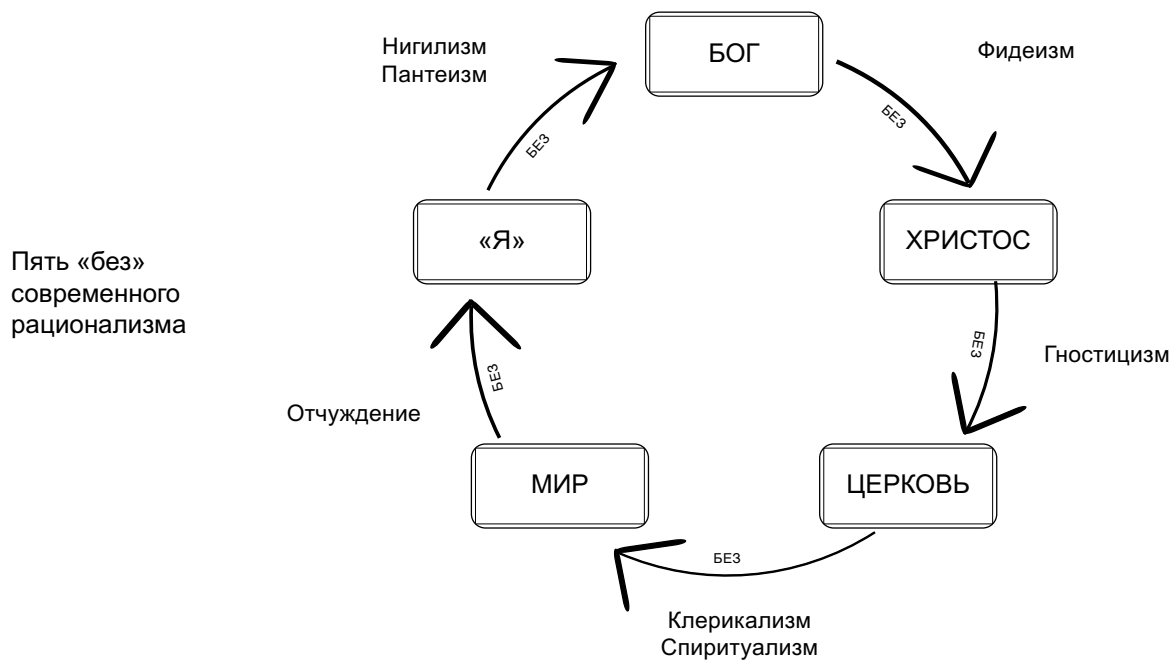 Нигилизм
Пантеизм
БОГ
Фидеизм
БЕЗ
БЕЗ
«Я»
ХРИСТОС
Пять «без»
современного
рационализма
БЕЗ
Гностицизм
БЕЗ
Отчуждение
МИР
ЦЕРКОВЬ
БЕЗ
Клерикализм
Спиритуализм